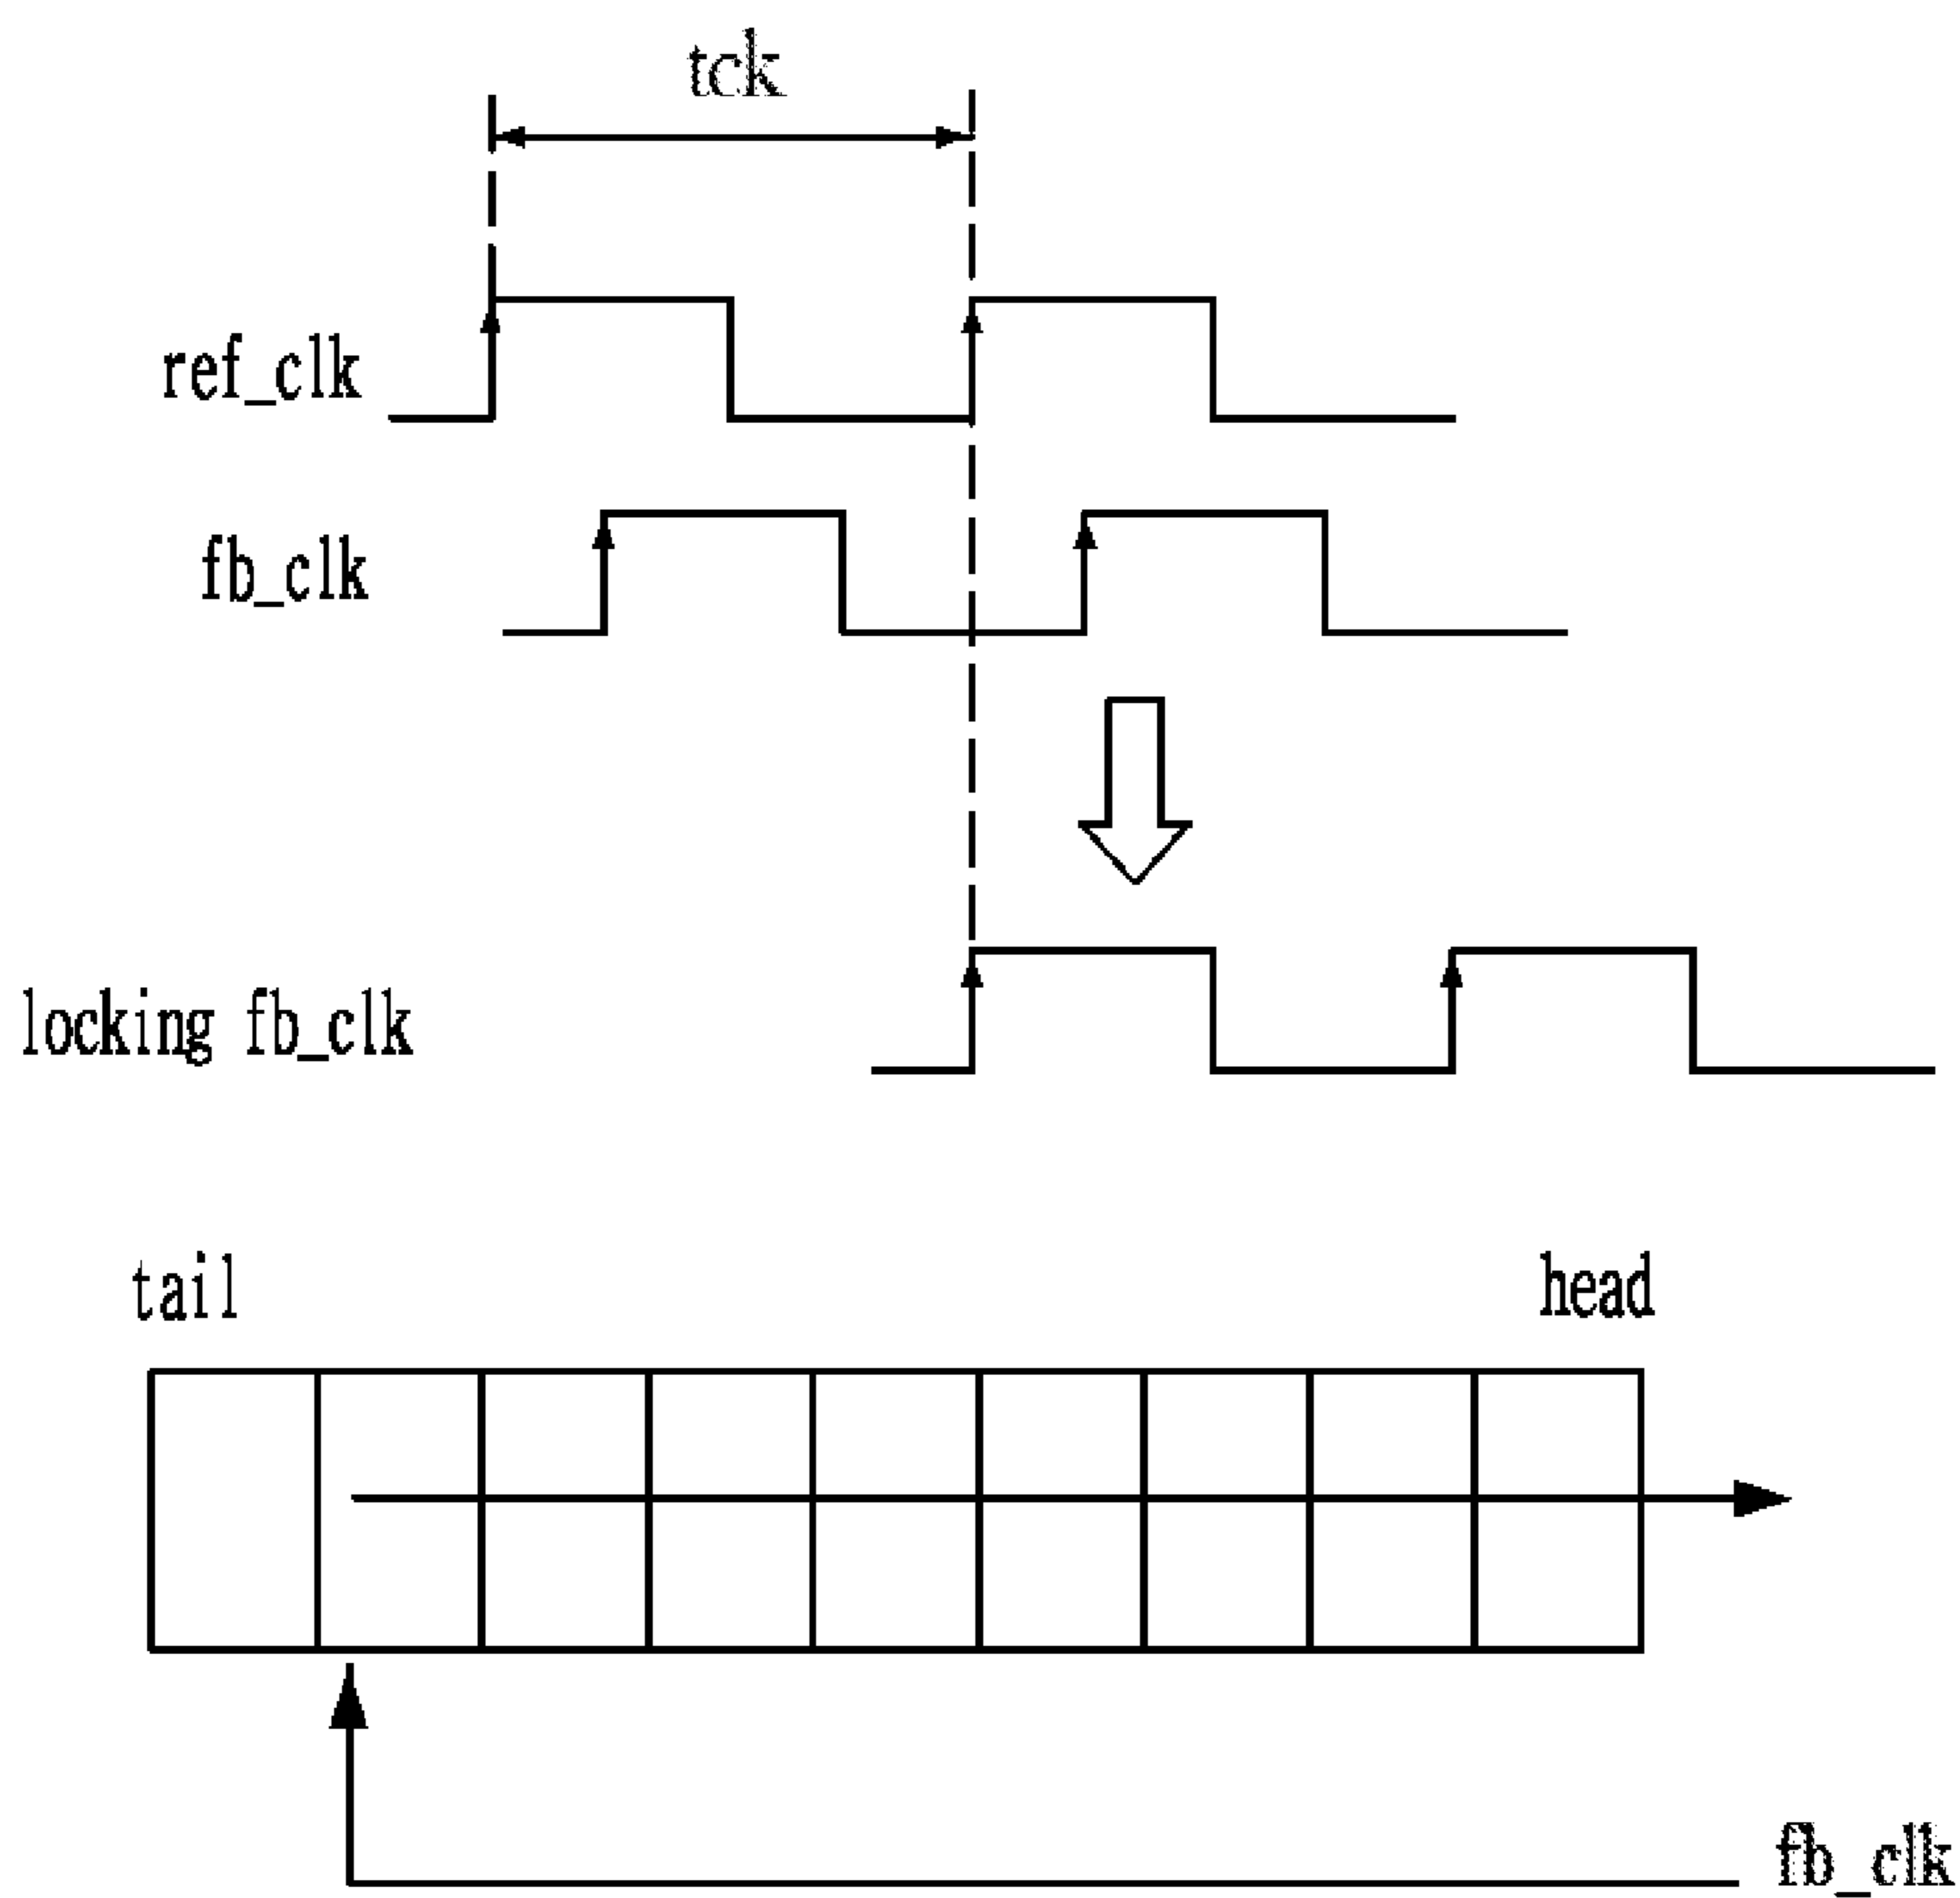 tck
ref_clk
fb_clk
locking fb_clk
tail head
fb_clk